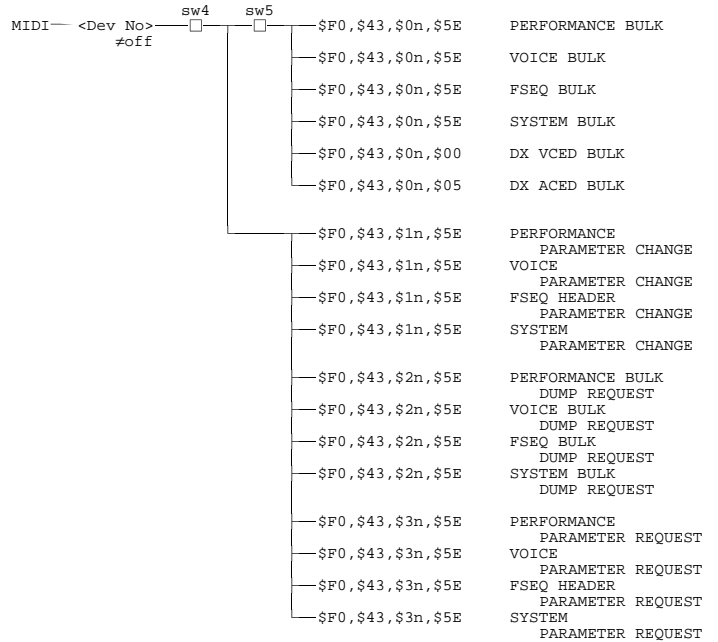 sw4 sw5
MIDI <Dev No> $F0,$43,$0n,$5E PERFORMANCE BULK
≠off
$F0,$43,$0n,$5E VOICE BULK
$F0,$43,$0n,$5E FSEQ BULK
$F0,$43,$0n,$5E SYSTEM BULK
$F0,$43,$0n,$00 DX VCED BULK
$F0,$43,$0n,$05 DX ACED BULK
$F0,$43,$1n,$5E PERFORMANCE
PARAMETER CHANGE
$F0,$43,$1n,$5E VOICE
PARAMETER CHANGE
$F0,$43,$1n,$5E FSEQ HEADER
PARAMETER CHANGE
$F0,$43,$1n,$5E SYSTEM
PARAMETER CHANGE
$F0,$43,$2n,$5E PERFORMANCE BULK
DUMP REQUEST
$F0,$43,$2n,$5E VOICE BULK
DUMP REQUEST
$F0,$43,$2n,$5E FSEQ BULK
DUMP REQUEST
$F0,$43,$2n,$5E SYSTEM BULK
DUMP REQUEST
$F0,$43,$3n,$5E PERFORMANCE
PARAMETER REQUEST
$F0,$43,$3n,$5E VOICE
PARAMETER REQUEST
$F0,$43,$3n,$5E FSEQ HEADER
PARAMETER REQUEST
$F0,$43,$3n,$5E SYSTEM
PARAMETER REQUEST